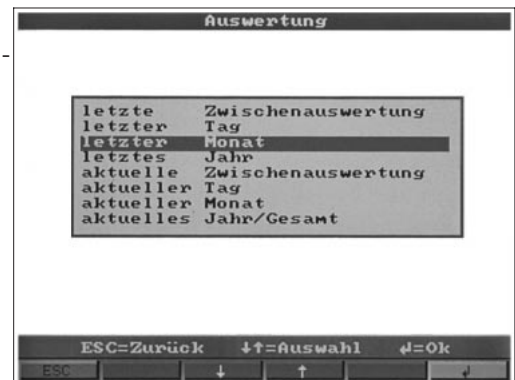 Auswertung
letzte Zwischenauswertung
letzter Tag
letzter Monat
letztes Jahr
aktuelle Zwischenauswertung
aktueller Tag
aktueller Monat
aktuelles Jahr/Gesamt
ESC=Zurück ↓↑=Auswahl ↵=Ok
ESC ↓ ↑ ↵